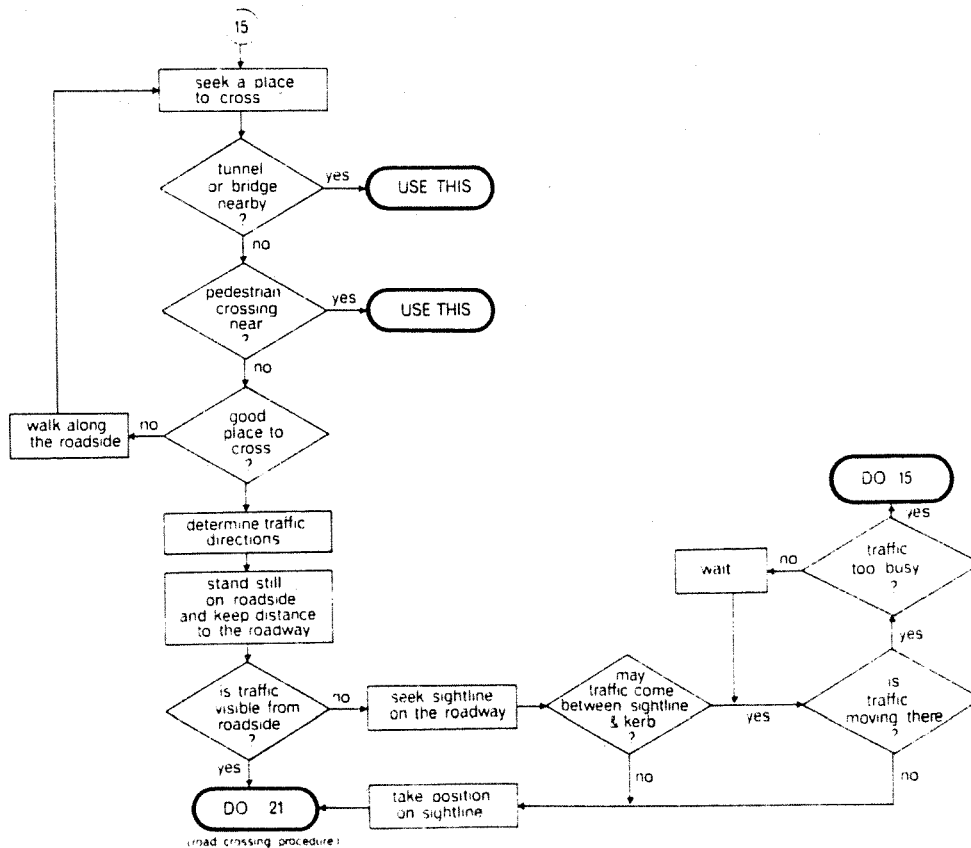 15
seek a place
to cross
tunnel
or bridge
nearby
?
yes
USE THIS
no
pedestrian
crossing
near
?
yes
USE THIS
no
good
place to
cross
?
no
walk along
the roadside
determine traffic
directions
stand still
on roadside
and keep distance
to the roadway
is traffic
visible from
roadside
?
no
seek sightline
on the roadway
may
traffic come
between sightline
& kerb
?
yes
is
traffic
moving there
?
yes
traffic
too busy
?
yes
DO 15
no
wait
no
no
take position
on sightline
yes
DO 21
(road crossing procedure)